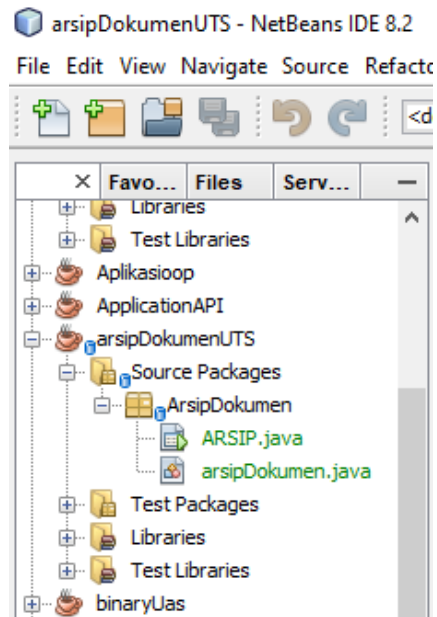 arsipDokumenUTS - NetBeans IDE 8.2
File Edit View Navigate Source Refacto
<d
Favo... Files Serv...
Libraries
Test Libraries
Aplikasioop
ApplicationAPI
arsipDokumenUTS
Source Packages
ArsipDokumen
ARSIP.java
arsipDokumen.java
Test Packages
Libraries
Test Libraries
binaryUas